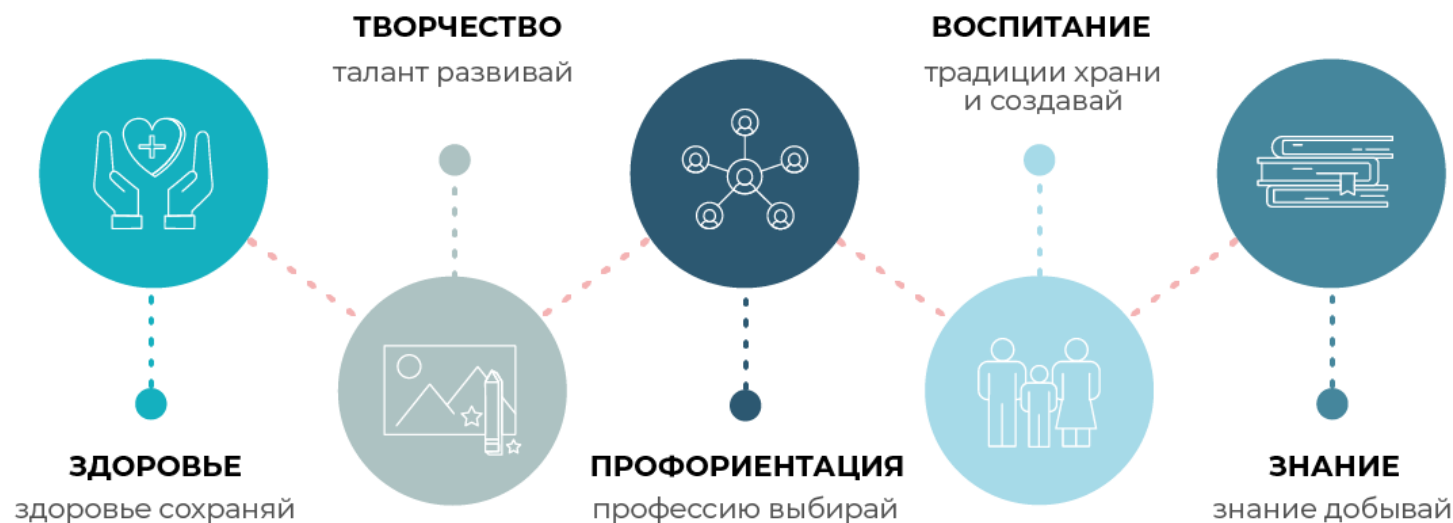 ТВОРЧЕСТВО
талант развивай
ВОСПИТАНИЕ
традиции храни
и создавай
ЗДОРОВЬЕ
здоровье сохраняй
ПРОФОРИЕНТАЦИЯ
профессию выбирай
ЗНАНИЕ
знание добывай